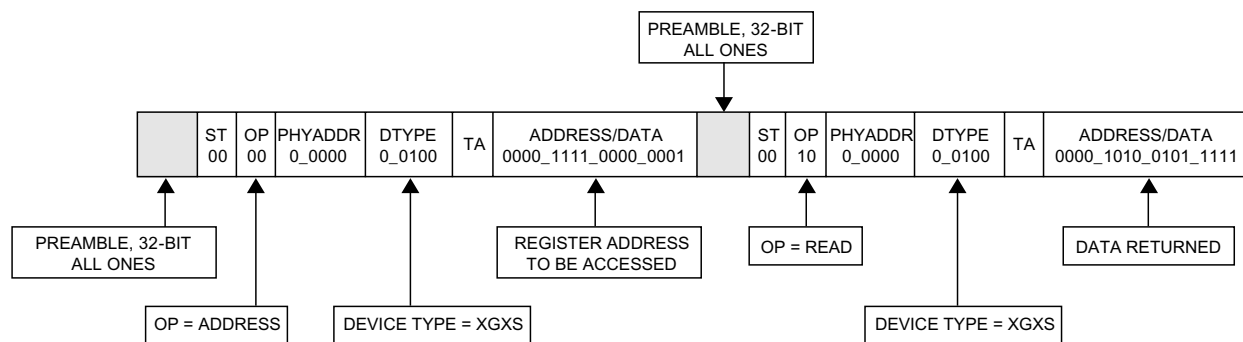 PREAMBLE, 32-BIT
ALL ONES
ST OP PHYADDR DTYPE TA ADDRESS/DATA ST OP PHYADDR DTYPE TA ADDRESS/DATA
00 00 0_0000 0_0100 0000_1111_0000_0001 00 10 0_0000 0_0100 0000_1010_0101_1111
PREAMBLE, 32-BIT
ALL ONES
REGISTER ADDRESS
TO BE ACCESSED
OP = READ
DATA RETURNED
OP = ADDRESS
DEVICE TYPE = XGXS
DEVICE TYPE = XGXS